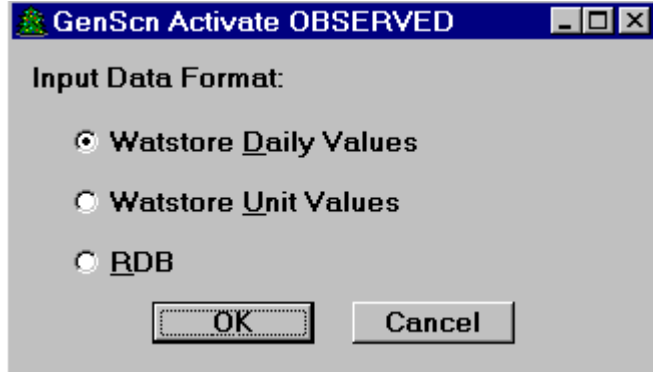 GenScn Activate OBSERVED
Input Data Format:
Watstore Daily Values
Watstore Unit Values
RDB
OK Cancel